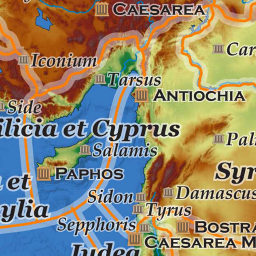 CAESAREA
Iconium
Car
Tarsus
ANTIOCHIA
Side
ilicia et Cyprus
Salamis
Pal
PAPHOS
Syr
a et
Sidon
Damascus
ylia
Tyrus
Sepphoris
BOSTRA
CAESAREA M
Iudea